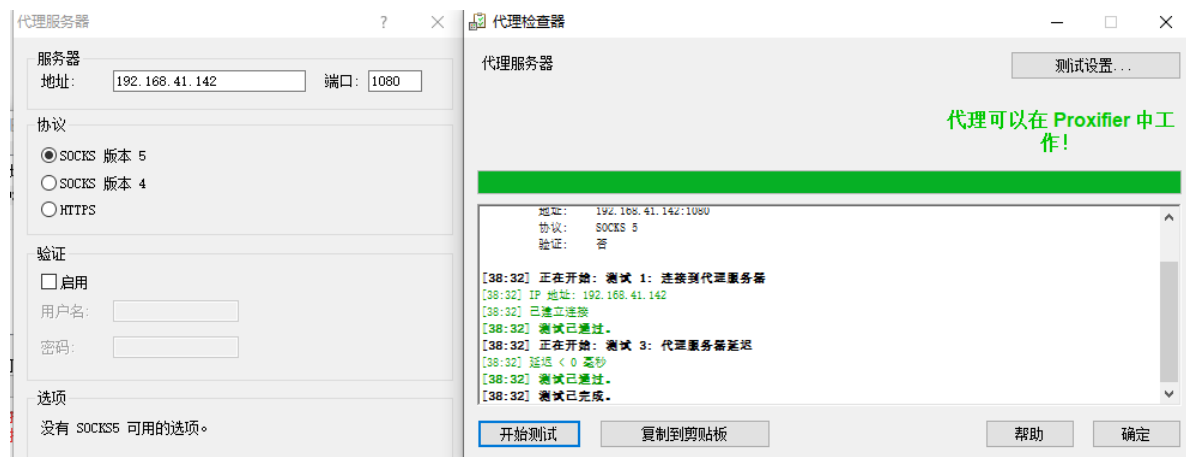 代理服务器
服务器
地址: 192.168.41.142 端口: 1080
协议
SOCKS 版本 5
SOCKS 版本 4
HTTPS
验证
启用
用户名:
密码:
选项
没有 SOCKS5 可用的选项。
代理检查器
代理服务器
测试设置...
代理可以在 Proxifier 中工
作!
地址: 192.168.41.142:1080
协议: SOCKS 5
验证: 否
[38:32] 正在开始: 测试 1: 连接到代理服务器
[38:32] IP 地址: 192.168.41.142
[38:32] 已建立连接
[38:32] 测试已通过。
[38:32] 正在开始: 测试 3: 代理服务器延迟
[38:32] 延迟 < 0 毫秒
[38:32] 测试已通过。
[38:32] 测试已完成。
开始测试 复制到剪贴板 帮助 确定